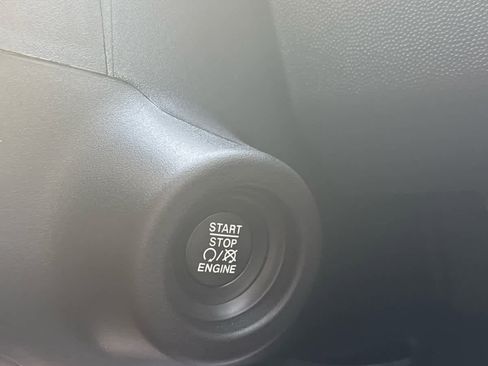 START
STOP
/
ENGINE